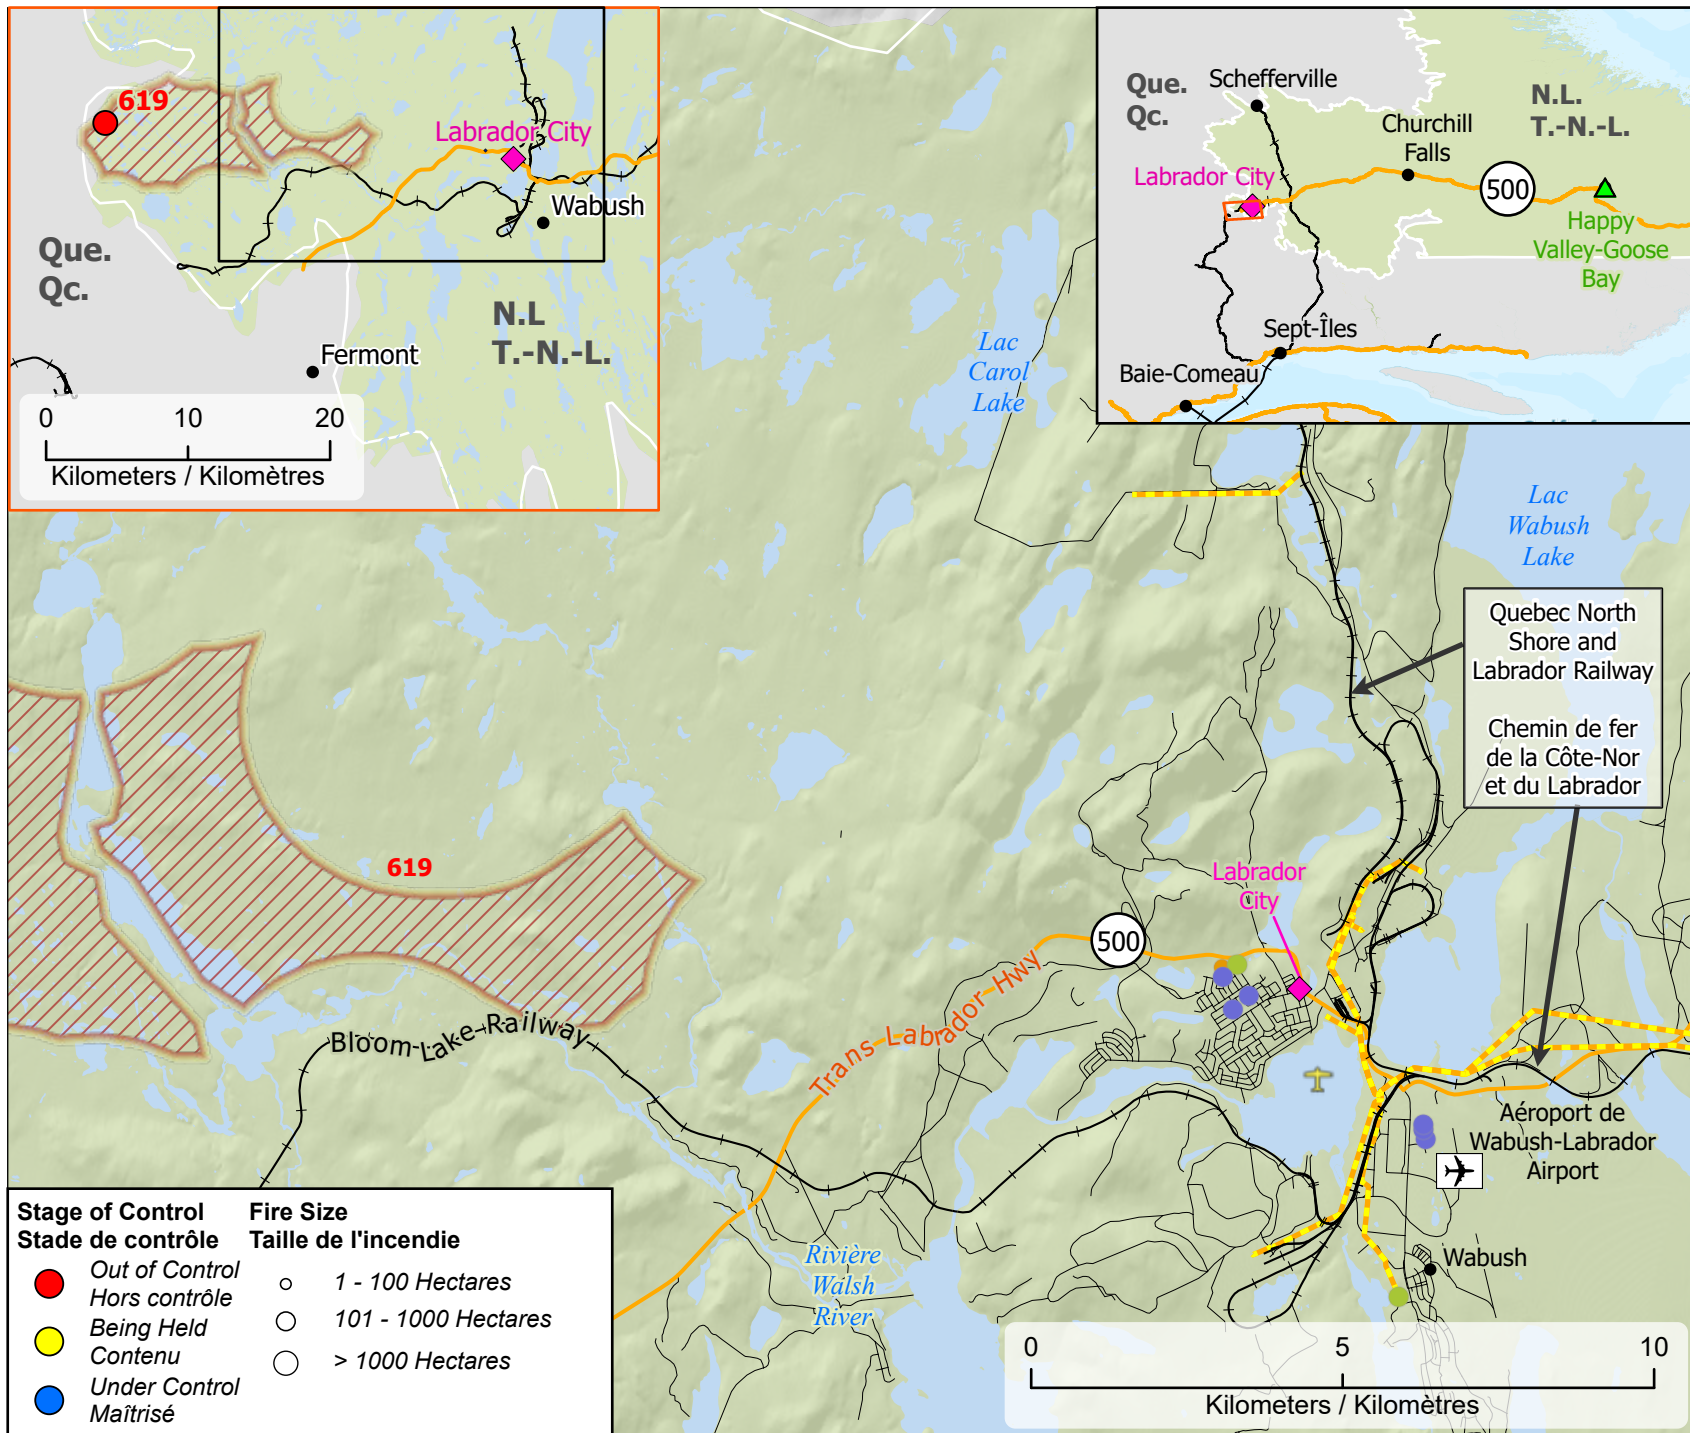 619
Labrador City
Wabush
Que.
Qc.
N.L
T.-N.-L.
Fermont
0 10 20
Kilometers / Kilomètres
Que.
Qc.
Schefferville
N.L.
T.-N.-L.
Churchill
Falls
Labrador City
500
Happy
Valley-Goose
Bay
Sept-Îles
Baie-Comeau
Lac
Carol
Lake
Lac
Wabush
Lake
Quebec North
Shore and
Labrador Railway
Chemin de fer
de la Côte-Nor
et du Labrador
619
Labrador
City
500
Trans Labrador Hwy
Bloom Lake Railway
Aéroport de
Wabush-Labrador
Airport
Wabush
Rivière
Walsh
River
Stage of Control
Stade de contrôle
Out of Control
Hors contrôle
Being Held
Contenu
Under Control
Maîtrisé
Fire Size
Taille de l'incendie
1 - 100 Hectares
101 - 1000 Hectares
> 1000 Hectares
0 5 10
Kilometers / Kilomètres